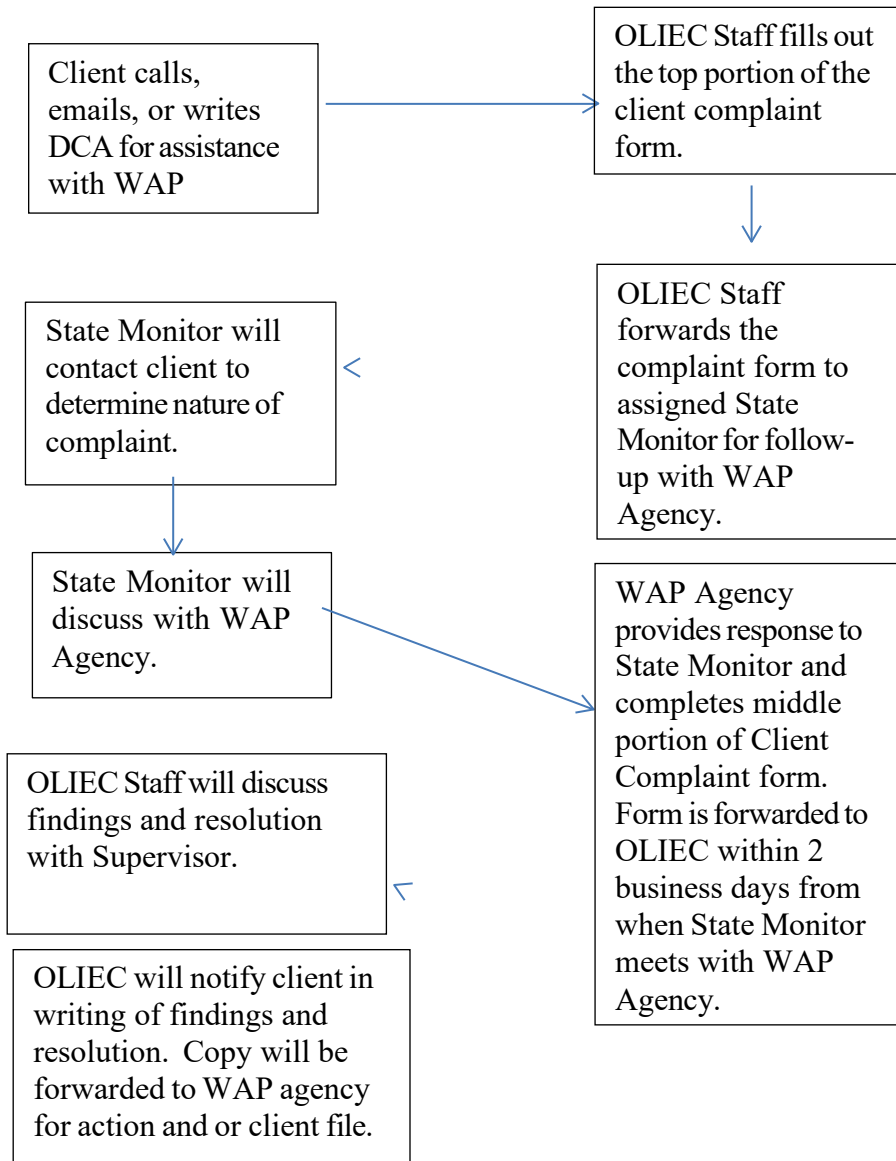 Client calls,
emails, or writes
DCA for assistance
with WAP
OLIEC Staff fills out
the top portion of the
client complaint
form.
OLIEC Staff
forwards the
complaint form to
assigned State
Monitor for follow-
up with WAP
Agency.
State Monitor will
contact client to
determine nature of
complaint.
State Monitor will
discuss with WAP
Agency.
WAP Agency
provides response to
State Monitor and
completes middle
portion of Client
Complaint form.
Form is forwarded to
OLIEC within 2
business days from
when State Monitor
meets with WAP
Agency.
OLIEC Staff will discuss
findings and resolution
with Supervisor.
OLIEC will notify client in
writing of findings and
resolution.  Copy will be
forwarded to WAP agency
for action and or client file.